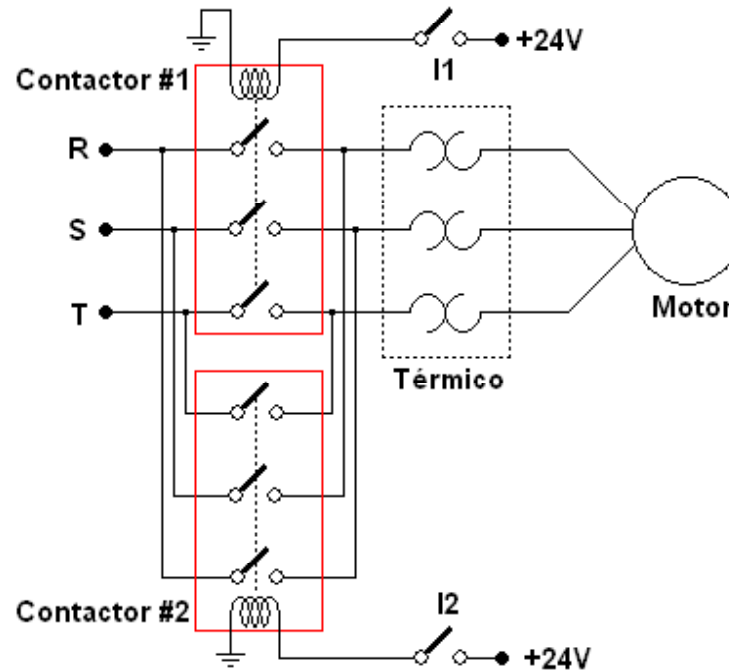 +24V
I1
Contactor #1
R
S
T
Motor
Térmico
Contactor #2
I2
+24V